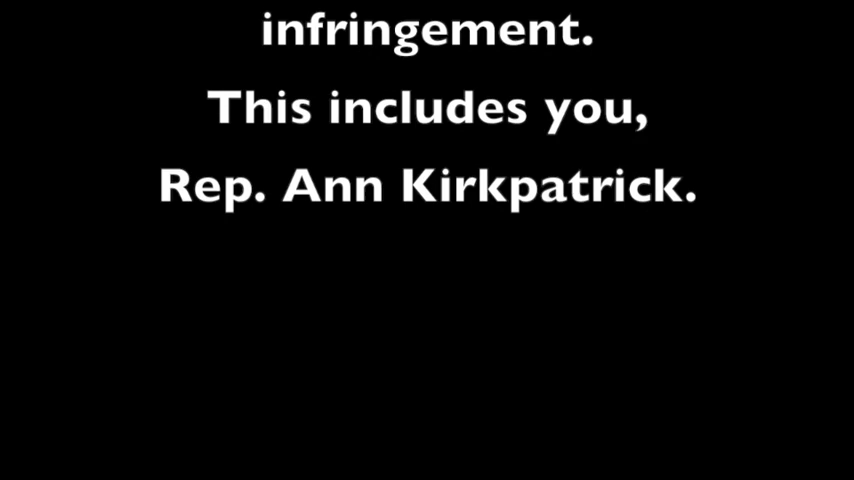 infringement.
This includes you,
Rep. Ann Kirkpatrick.